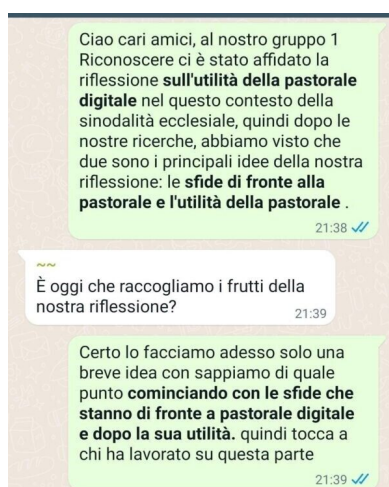 Ciao cari amici, al nostro gruppo 1
Riconoscere ci è stato affidato la
riflessione sull'utilità della pastorale
digitale nel questo contesto della
sinodalità ecclesiale, quindi dopo le
nostre ricerche, abbiamo visto che
due sono i principali idee della nostra
riflessione: le sfide di fronte alla
pastorale e l'utilità della pastorale .
21:38
~~
È oggi che raccogliamo i frutti della
nostra riflessione?
21:39
Certo lo facciamo adesso solo una
breve idea con sappiamo di quale
punto cominciando con le sfide che
stanno di fronte a pastorale digitale
e dopo la sua utilità. quindi tocca a
chi ha lavorato su questa parte
21:39